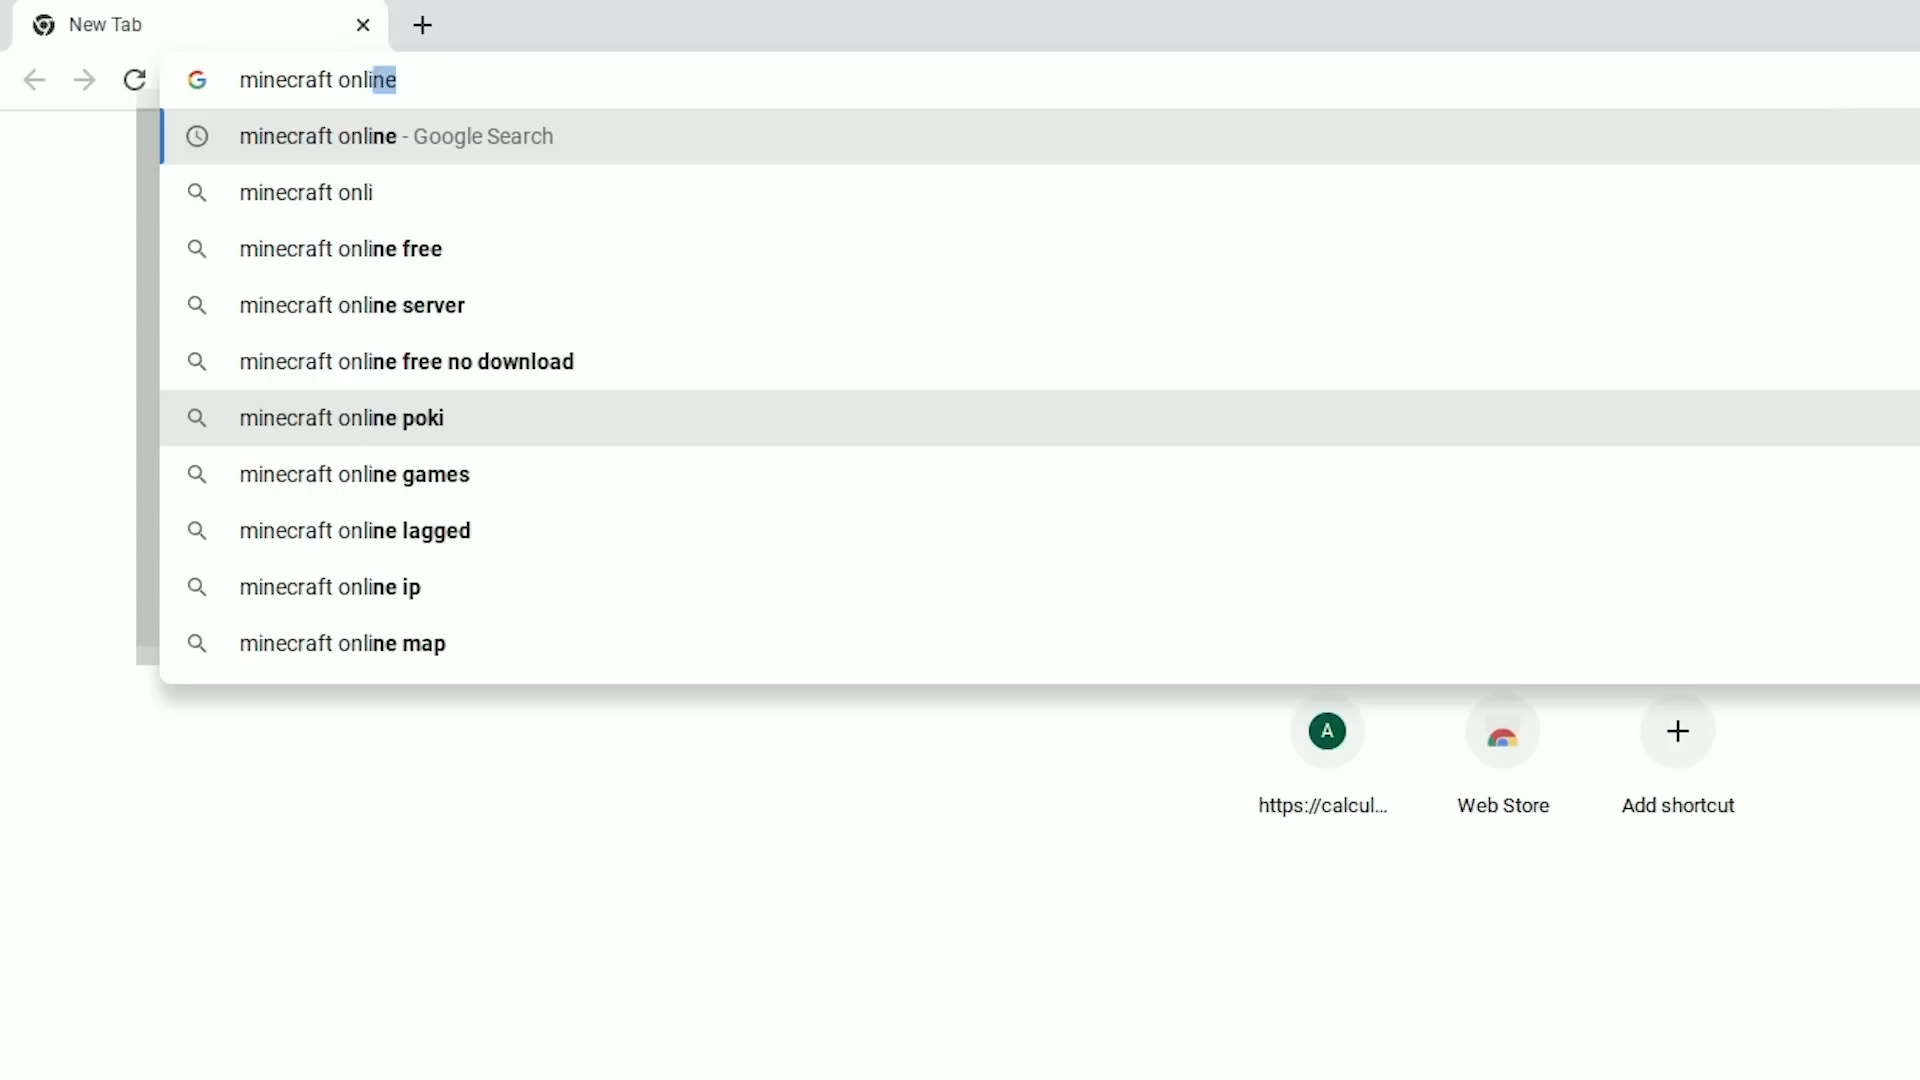 New Tab
minecraft online
minecraft online - Google Search
minecraft onli
minecraft online free
minecraft online server
minecraft online free no download
minecraft online poki
minecraft online games
minecraft online lagged
minecraft online ip
minecraft online map
A
https://calcul... Web Store Add shortcut